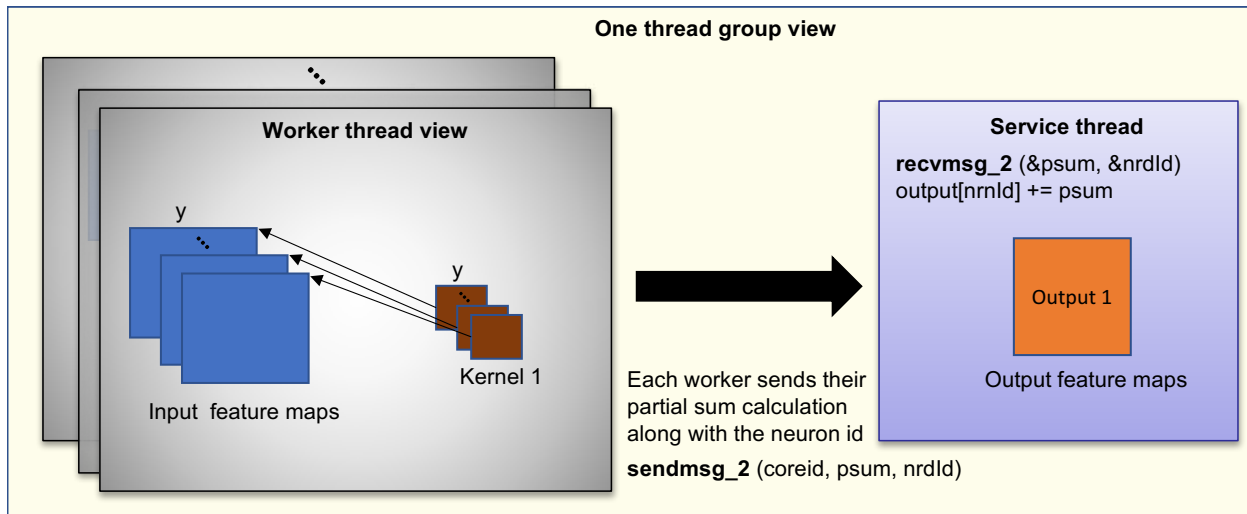 One thread group view
Worker thread view
y
y
Kernel 1
Input feature maps
Each worker sends their
partial sum calculation
along with the neuron id
sendmsg_2 (coreid, psum, nrdId)
Service thread
recvmsg_2 (&psum, &nrdId)
output[nrnId] += psum
Output 1
Output feature maps